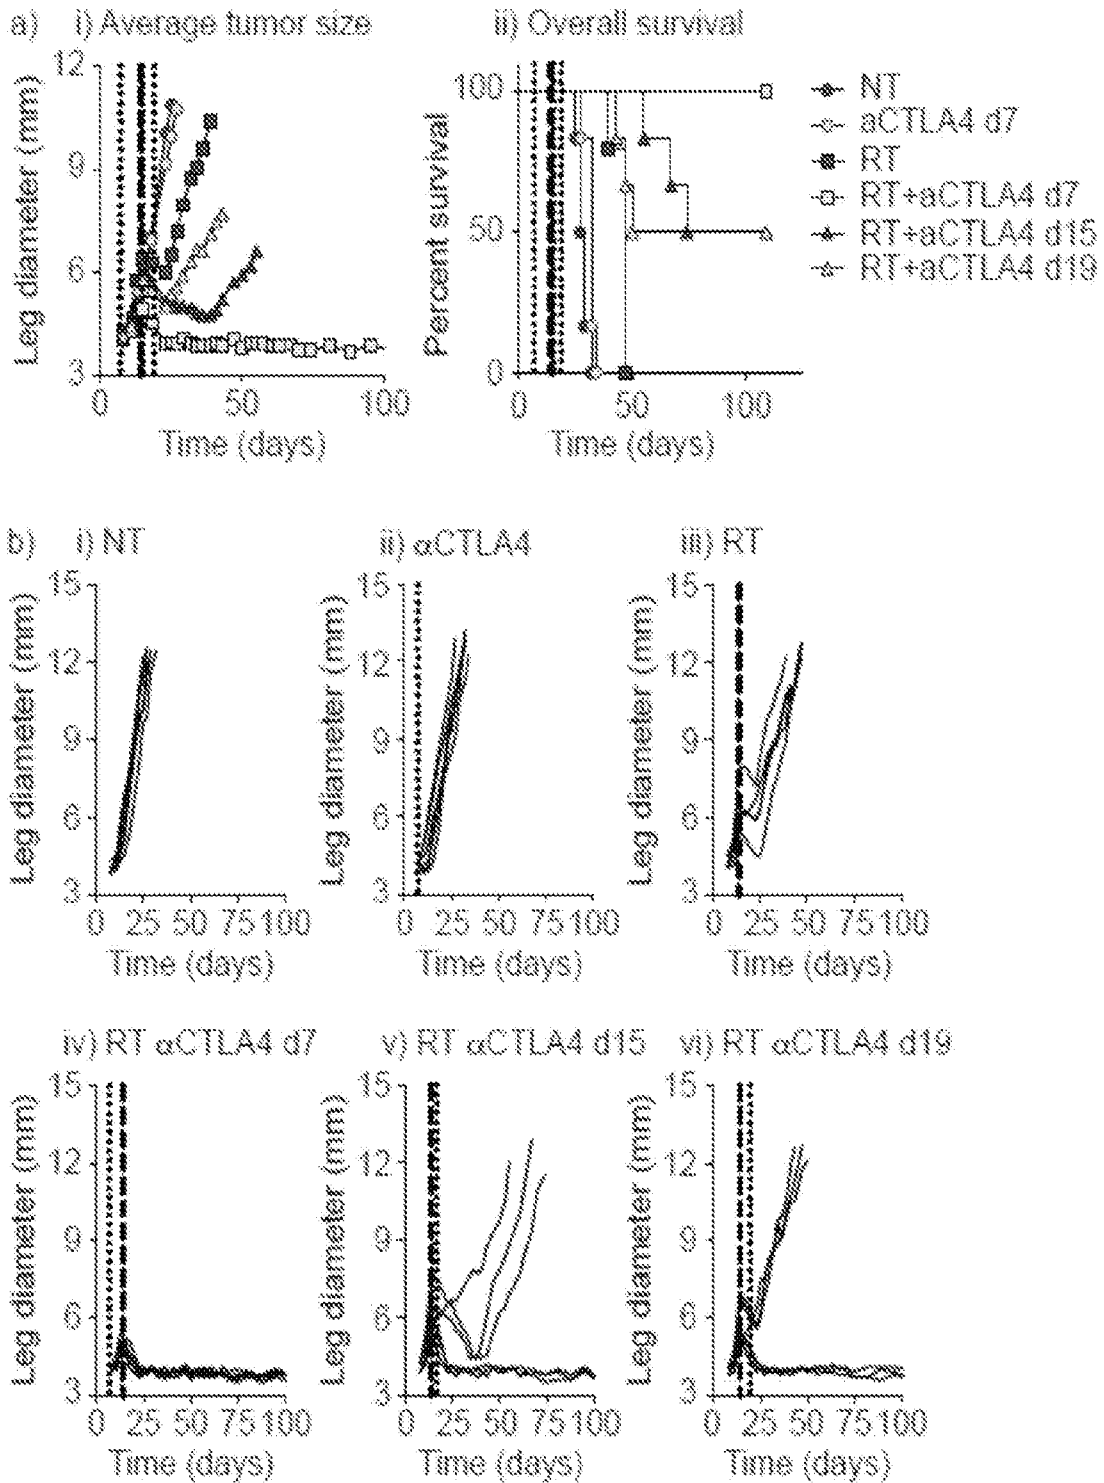 a) i) Average tumor size
ii) Overall survival
Leg diameter (mm)
12
9
6
3
0 50 100
Time (days)
Percent survival
100
50
0
0 50 100
Time (days)
NT
aCTLA4 d7
RT
RT+aCTLA4 d7
RT+aCTLA4 d15
RT+aCTLA4 d19
b) i) NT
Leg diameter (mm)
15
12
9
6
3
0 25 50 75 100
Time (days)
ii) αCTLA4
Leg diameter (mm)
15
12
9
6
3
0 25 50 75 100
Time (days)
iii) RT
Leg diameter (mm)
15
12
9
6
3
0 25 50 75 100
Time (days)
iv) RT αCTLA4 d7
Leg diameter (mm)
15
12
9
6
3
0 25 50 75 100
Time (days)
v) RT αCTLA4 d15
Leg diameter (mm)
15
12
9
6
3
0 25 50 75 100
Time (days)
vi) RT αCTLA4 d19
Leg diameter (mm)
15
12
9
6
3
0 25 50 75 100
Time (days)